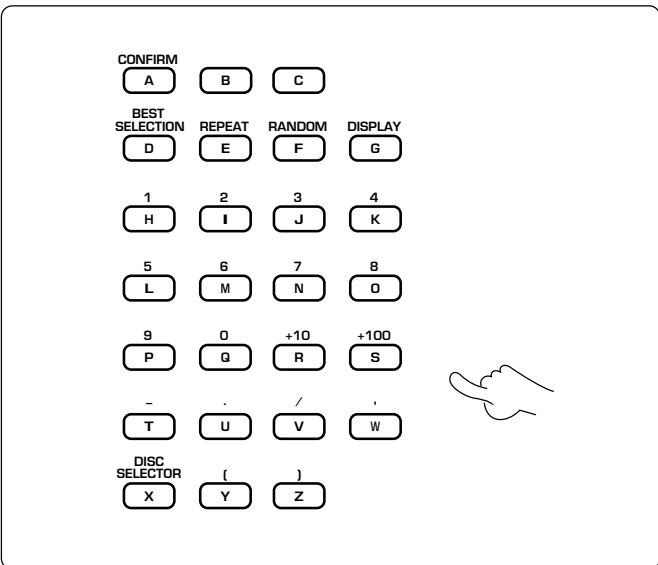 CONFIRM
A B C
BEST
SELECTION REPEAT RANDOM DISPLAY
D E F G
1 2 3 4
H I J K
5 6 7 8
L M N O
9 0 +10 +100
P Q R S
– . / '
T U V W
DISC
SELECTOR ( )
X Y Z